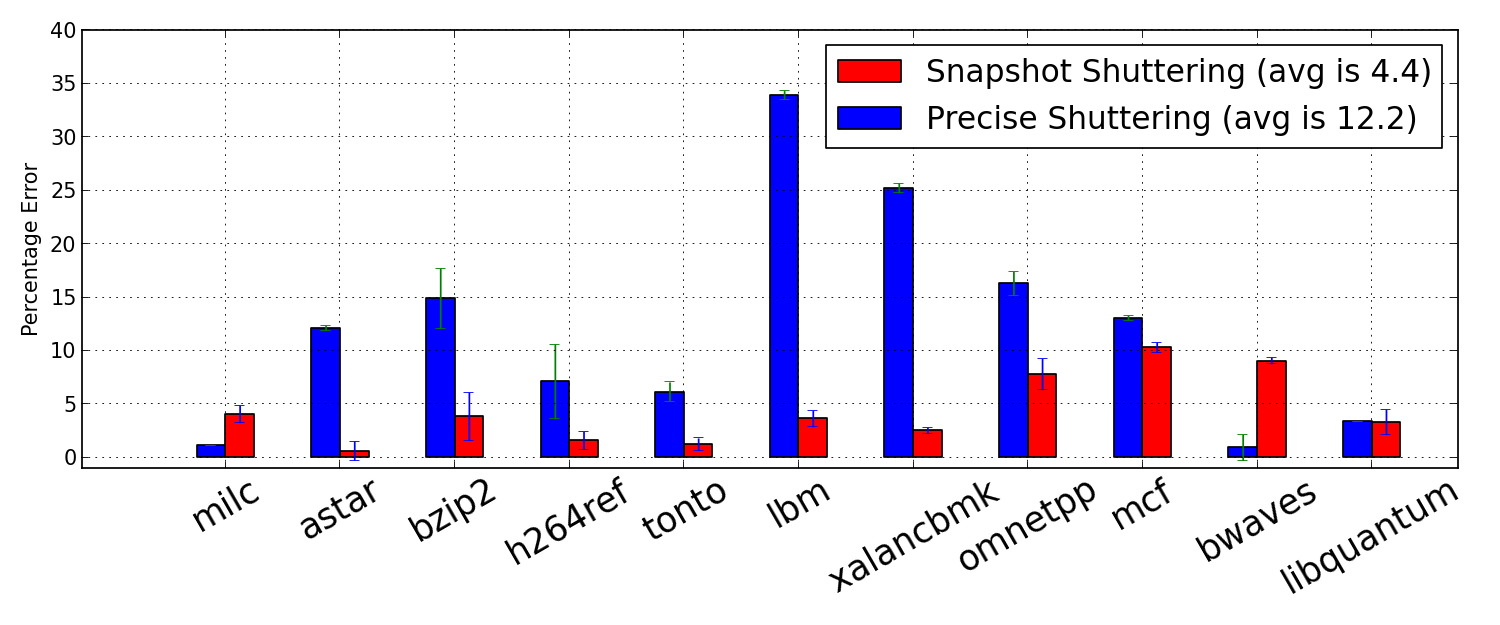 40
35
30
25
20
15
10
5
0
Percentage Error
Snapshot Shuttering (avg is 4.4)
Precise Shuttering (avg is 12.2)
milc
astar
bzip2
h264ref
tonto
lbm
xalancbmk
omnetpp
mcf
bwaves
libquantum